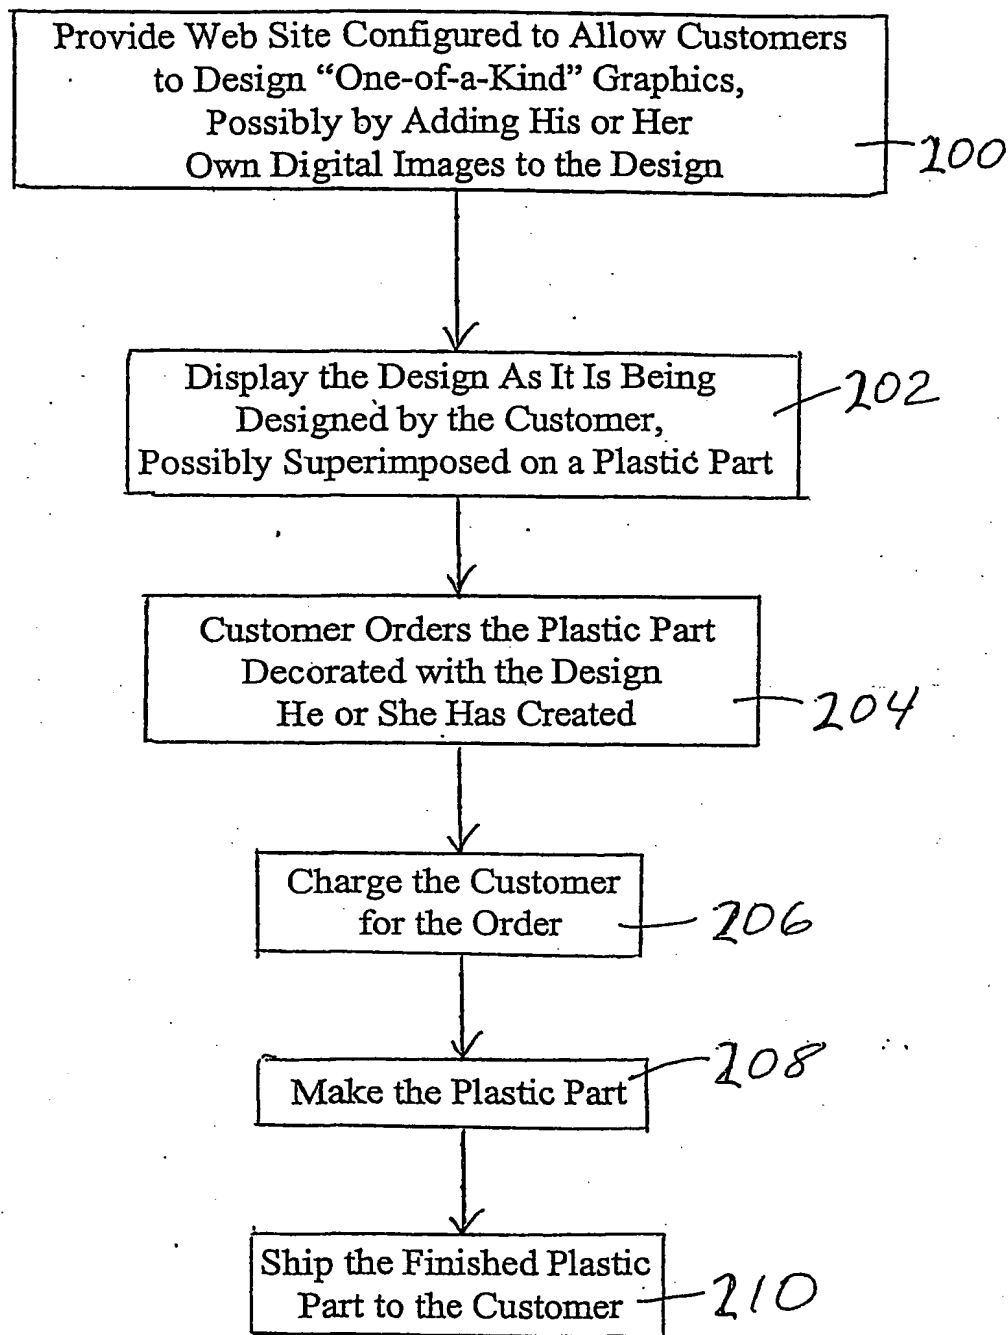 Provide Web Site Configured to Allow Customers
to Design “One-of-a-Kind” Graphics,
Possibly by Adding His or Her
Own Digital Images to the Design
200
Display the Design As It Is Being
Designed by the Customer,
Possibly Superimposed on a Plastic Part
202
Customer Orders the Plastic Part
Decorated with the Design
He or She Has Created
204
Charge the Customer
for the Order
206
Make the Plastic Part
208
Ship the Finished Plastic
Part to the Customer
210